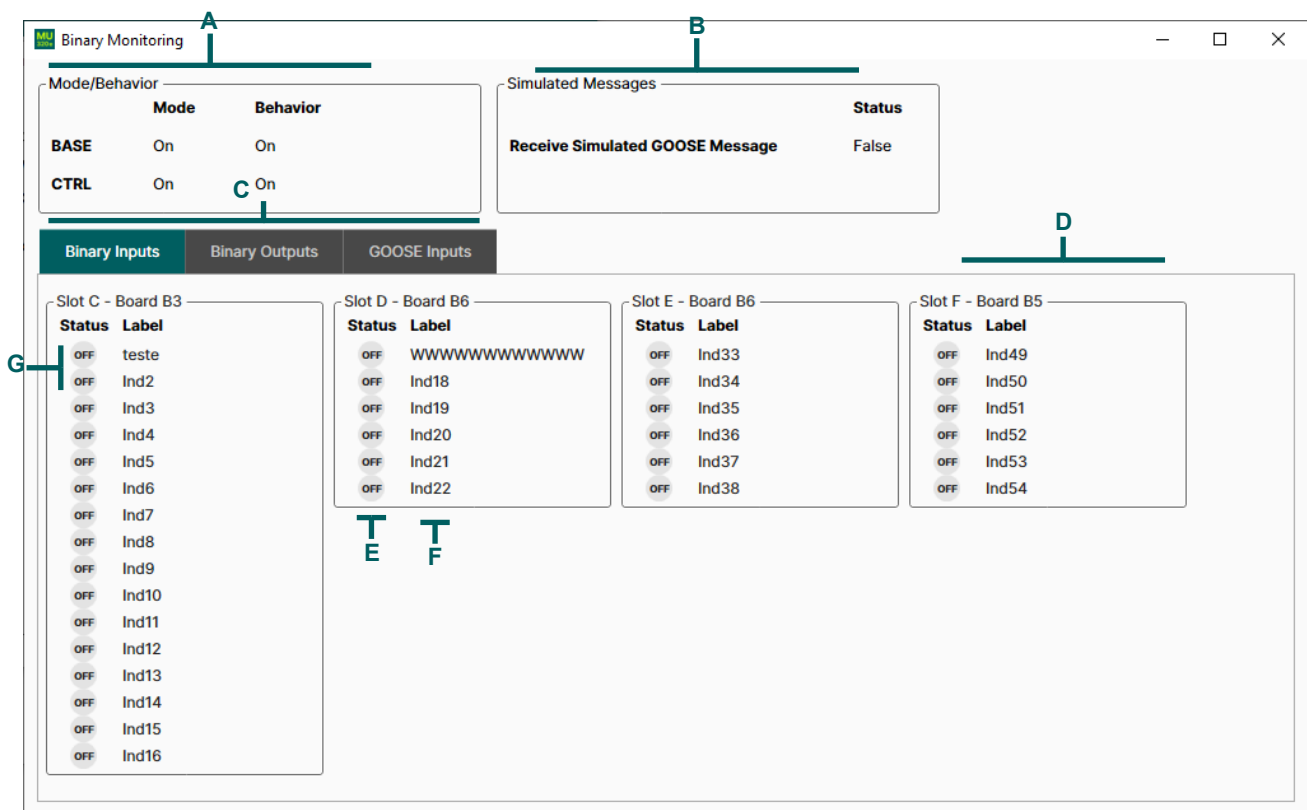 A
B
MU
320e
Binary Monitoring
Mode/Behavior
Mode Behavior
BASE On On
CTRL On On
Simulated Messages
Status
Receive Simulated GOOSE Message False
C
D
Binary Inputs Binary Outputs GOOSE Inputs
Slot C - Board B3
Status Label
OFF teste
OFF Ind2
OFF Ind3
OFF Ind4
OFF Ind5
OFF Ind6
OFF Ind7
OFF Ind8
OFF Ind9
OFF Ind10
OFF Ind11
OFF Ind12
OFF Ind13
OFF Ind14
OFF Ind15
OFF Ind16
G
Slot D - Board B6
Status Label
OFF WWWWWWWWWWWW
OFF Ind18
OFF Ind19
OFF Ind20
OFF Ind21
OFF Ind22
E
F
Slot E - Board B6
Status Label
OFF Ind33
OFF Ind34
OFF Ind35
OFF Ind36
OFF Ind37
OFF Ind38
Slot F - Board B5
Status Label
OFF Ind49
OFF Ind50
OFF Ind51
OFF Ind52
OFF Ind53
OFF Ind54